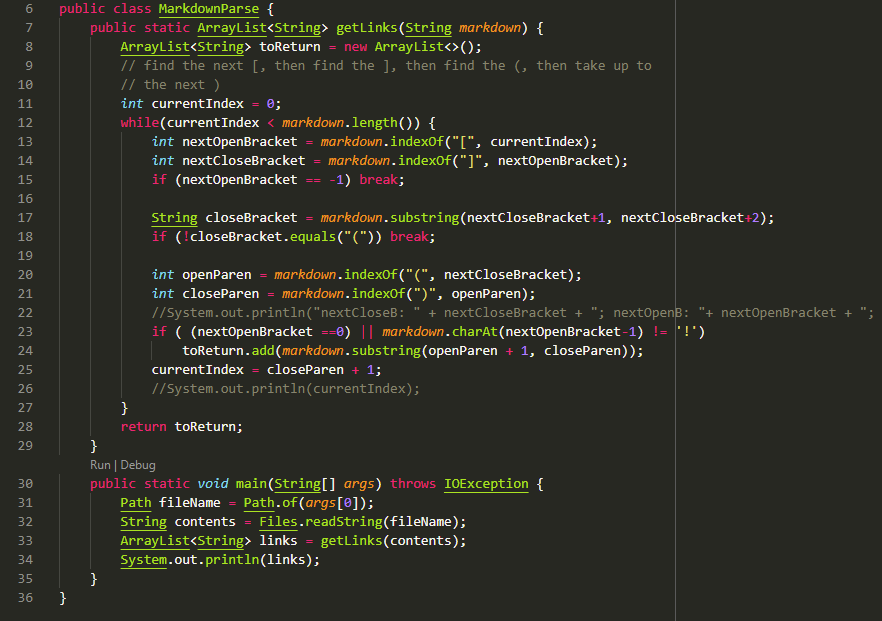 6 public class MarkdownParse {
7 public static ArrayList<String> getLinks(String markdown) {
8 ArrayList<String> toReturn = new ArrayList<>();
9 // find the next [, then find the ], then find the (, then take up to
10 // the next )
11 int currentIndex = 0;
12 while(currentIndex < markdown.length()) {
13 int nextOpenBracket = markdown.indexOf("[", currentIndex);
14 int nextCloseBracket = markdown.indexOf("]", nextOpenBracket);
15 if (nextOpenBracket == -1) break;
16
17 String closeBracket = markdown.substring(nextCloseBracket+1, nextCloseBracket+2);
18 if (!closeBracket.equals("(")) break;
19
20 int openParen = markdown.indexOf("(", nextCloseBracket);
21 int closeParen = markdown.indexOf(")", openParen);
22 //System.out.println("nextCloseB: " + nextCloseBracket + "; nextOpenB: "+ nextOpenBracket + ";
23 if ( (nextOpenBracket ==0) || markdown.charAt(nextOpenBracket-1) != '!')
24 toReturn.add(markdown.substring(openParen + 1, closeParen));
25 currentIndex = closeParen + 1;
26 //System.out.println(currentIndex);
27 }
28 return toReturn;
29 }
Run | Debug
30 public static void main(String[] args) throws IOException {
31 Path fileName = Path.of(args[0]);
32 String contents = Files.readString(fileName);
33 ArrayList<String> links = getLinks(contents);
34 System.out.println(links);
35 }
36 }